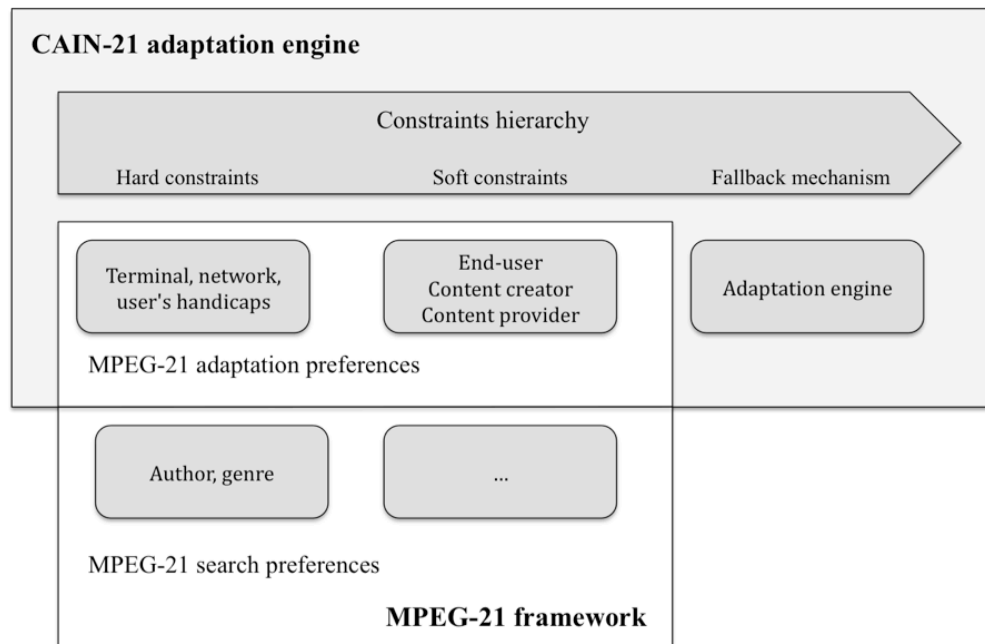 CAIN-21 adaptation engine
Constraints hierarchy
Hard constraints
Soft constraints
Fallback mechanism
Terminal, network,
user's handicaps
End-user
Content creator
Content provider
Adaptation engine
MPEG-21 adaptation preferences
Author, genre
...
MPEG-21 search preferences
MPEG-21 framework